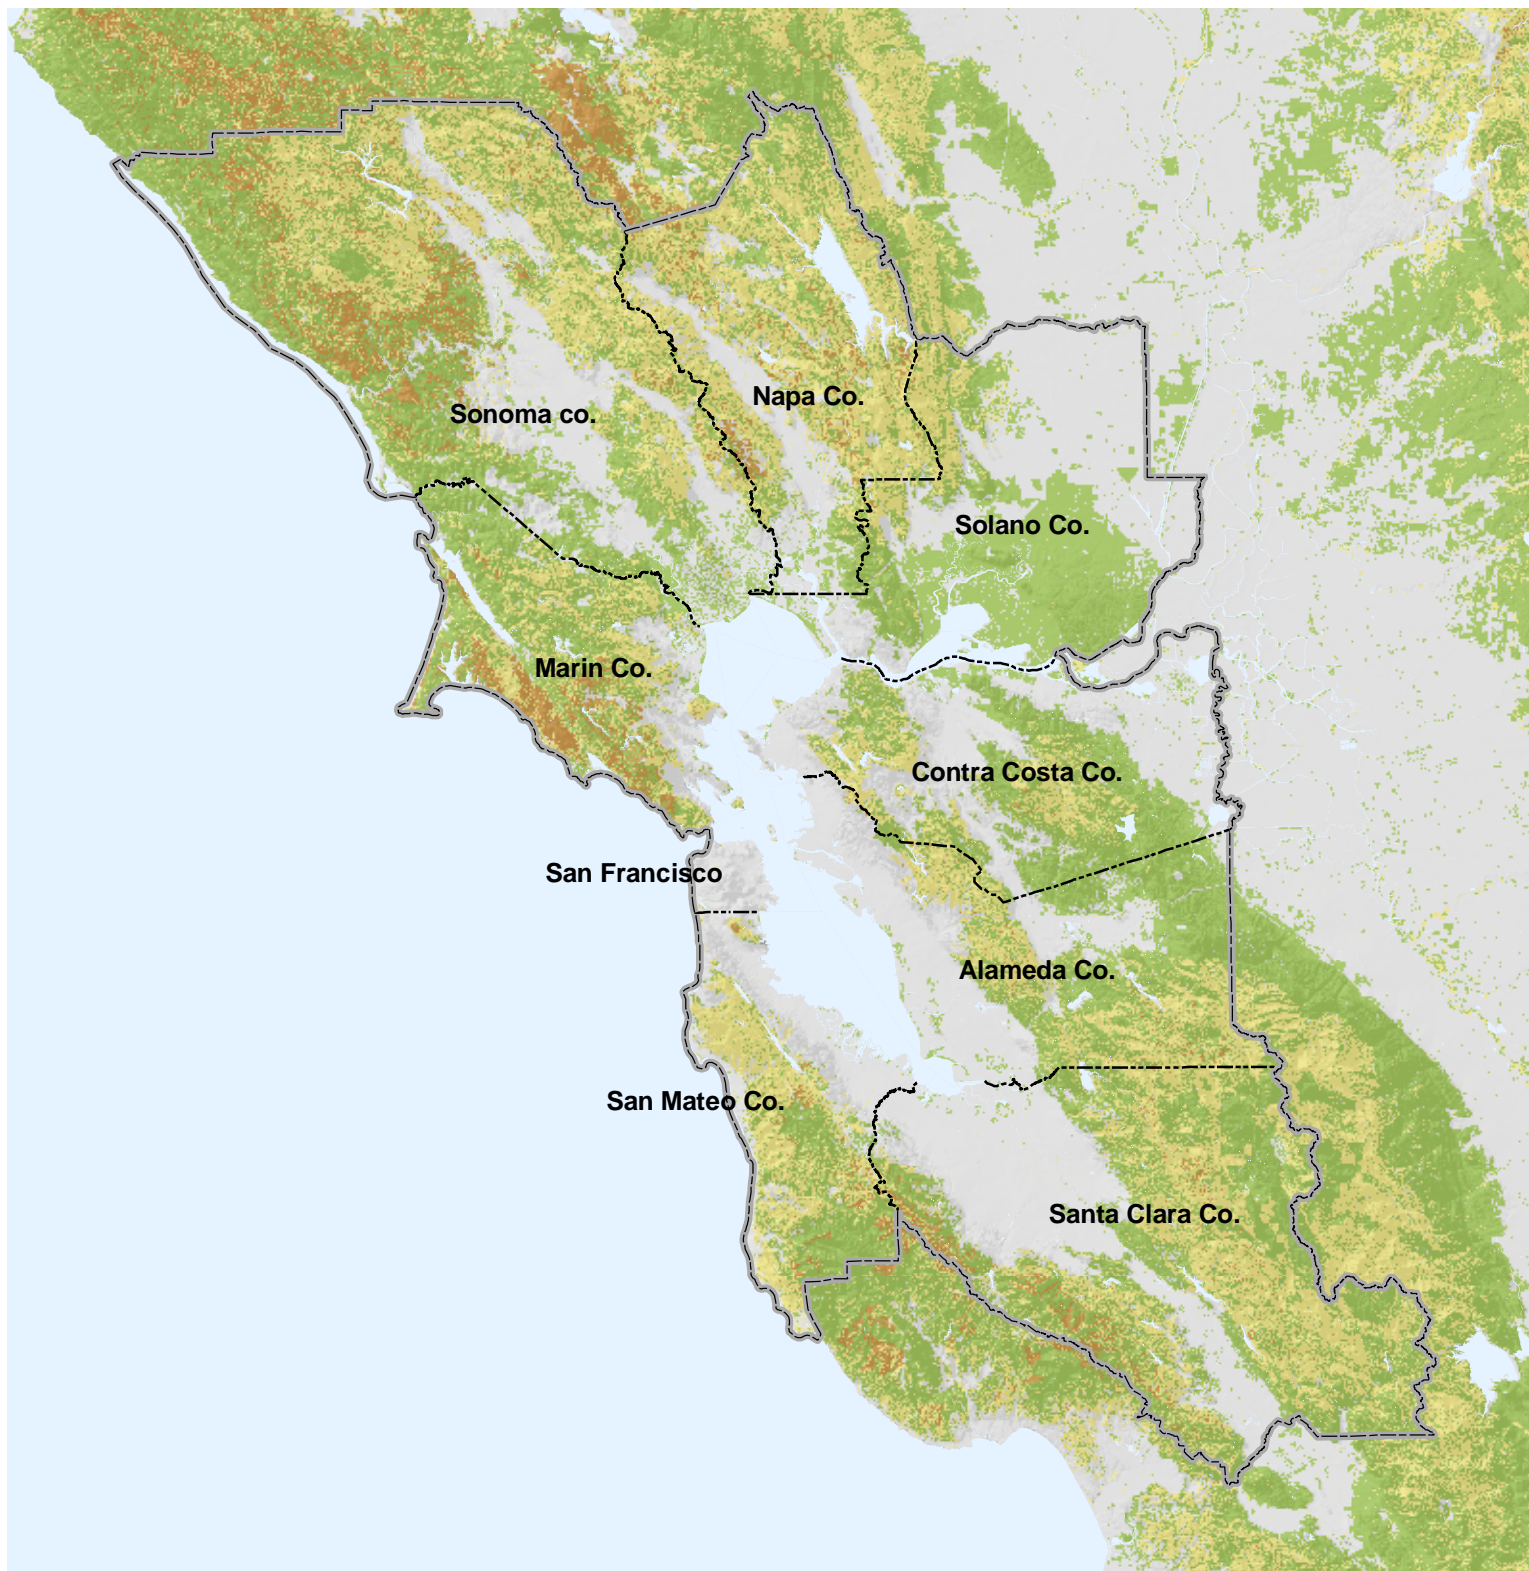 Napa Co.
Sonoma co.
Solano Co.
Marin Co.
Contra Costa Co.
San Francisco
Alameda Co.
San Mateo Co.
Santa Clara Co.